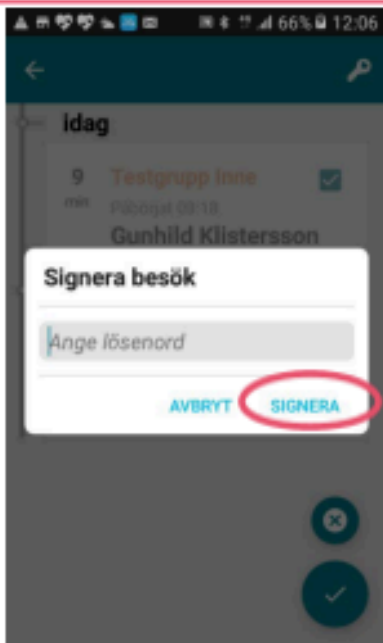 66% 12:06
idag
9 Testgrupp Inne
min Påbörjat 09:18
Gunhild Klistersson
Signera besök
Ange lösenord
AVBRYT SIGNERA